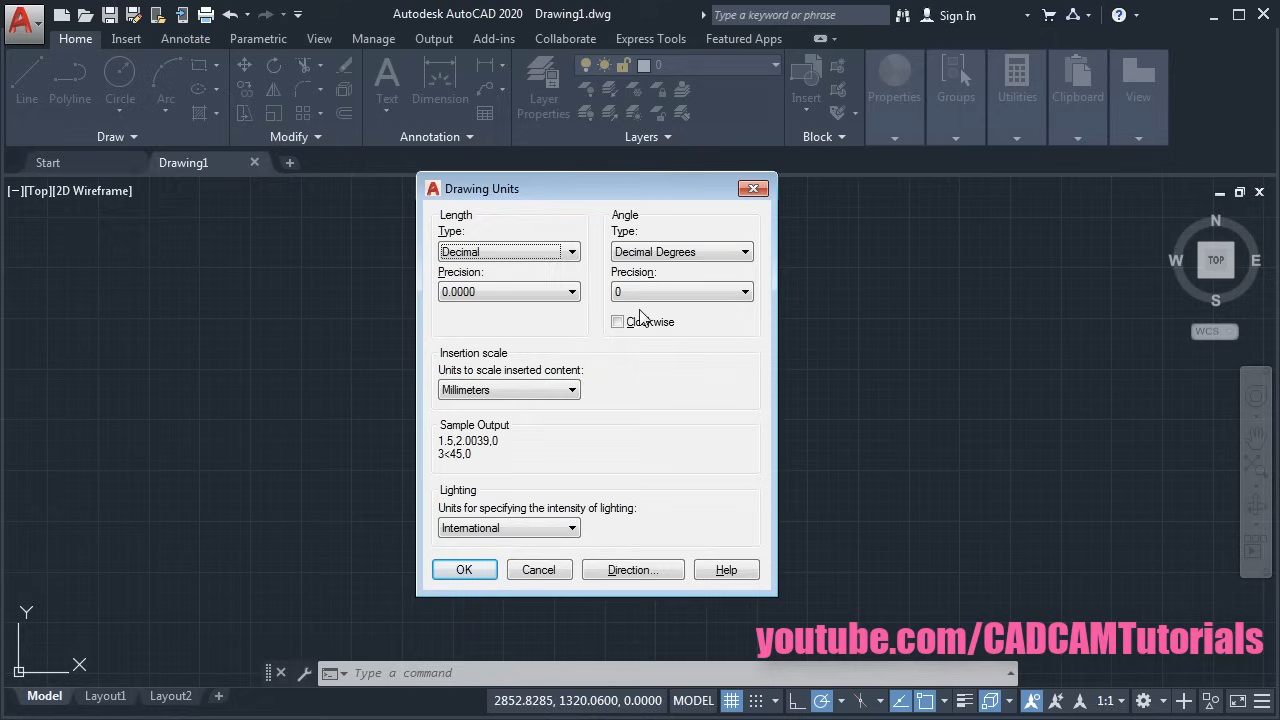 Autodesk AutoCAD 2020 Drawing1.dwg
Type a keyword or phrase
Sign In
Home Insert Annotate Parametric View Manage Output Add-ins Collaborate Express Tools Featured Apps
Line Polyline Circle Arc
Text Dimension
Layer Properties
0
Insert
Properties Groups Utilities Clipboard View
Draw Modify Annotation Layers Block
Start Drawing1
[−][Top][2D Wireframe]
Drawing Units
Length
Type:
Decimal
Precision:
0.0000
Angle
Type:
Decimal Degrees
Precision:
0
Clockwise
Insertion scale
Units to scale inserted content:
Millimeters
Sample Output
1.5,2.0039,0
3<45,0
Lighting
Units for specifying the intensity of lighting:
International
OK Cancel Direction... Help
N
W TOP E
S
WCS
Y
X
youtube.com/CADCAMTutorials
Type a command
Model Layout1 Layout2
2852.8285, 1320.0600, 0.0000 MODEL
1:1